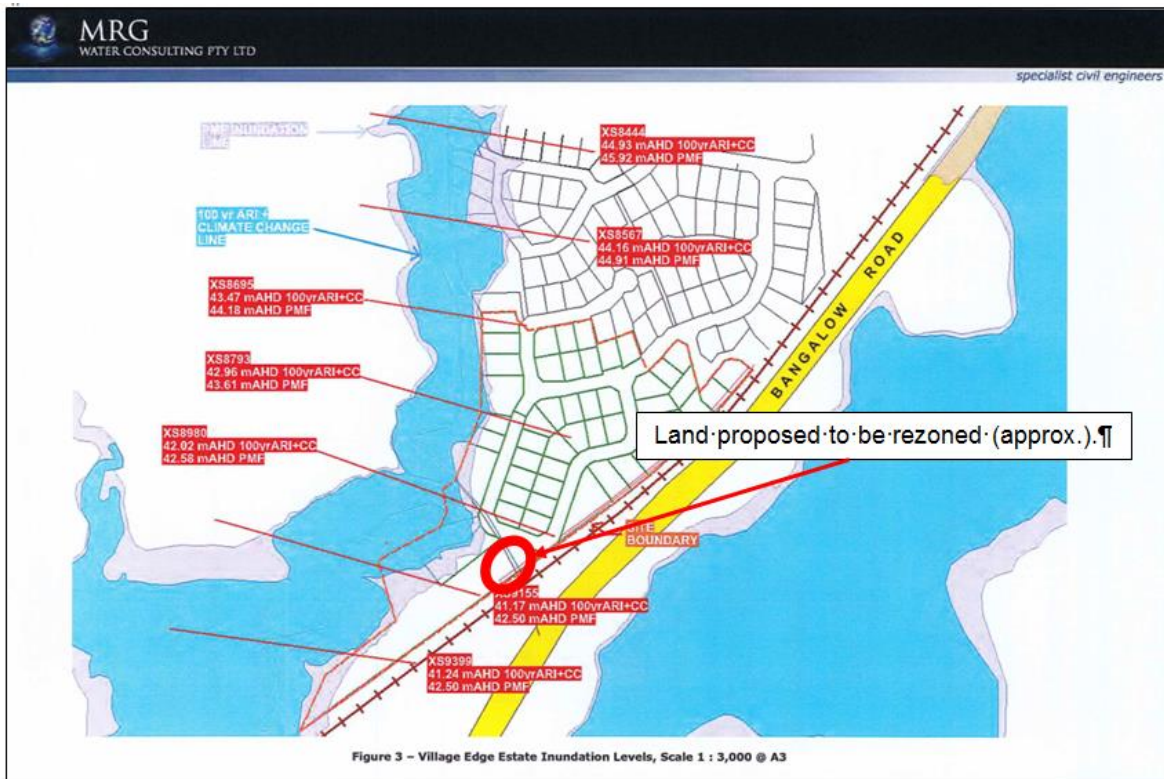 MRG
WATER CONSULTING PTY LTD
specialist civil engineers
PMF INUNDATION
LINE
XS8444
44.93 mAHD 100yrARI+CC
45.92 mAHD PMF
100 yr ARI +
CLIMATE CHANGE
LINE
XS8567
44.16 mAHD 100yrARI+CC
44.91 mAHD PMF
XS8695
43.47 mAHD 100yrARI+CC
44.18 mAHD PMF
BANGALOW ROAD
XS8793
42.96 mAHD 100yrARI+CC
43.61 mAHD PMF
Land·proposed·to·be·rezoned·(approx.).¶
XS8980
42.02 mAHD 100yrARI+CC
42.58 mAHD PMF
SITE
BOUNDARY
XS9155
41.17 mAHD 100yrARI+CC
42.50 mAHD PMF
XS9399
41.24 mAHD 100yrARI+CC
42.50 mAHD PMF
Figure 3 – Village Edge Estate Inundation Levels, Scale 1 : 3,000 @ A3